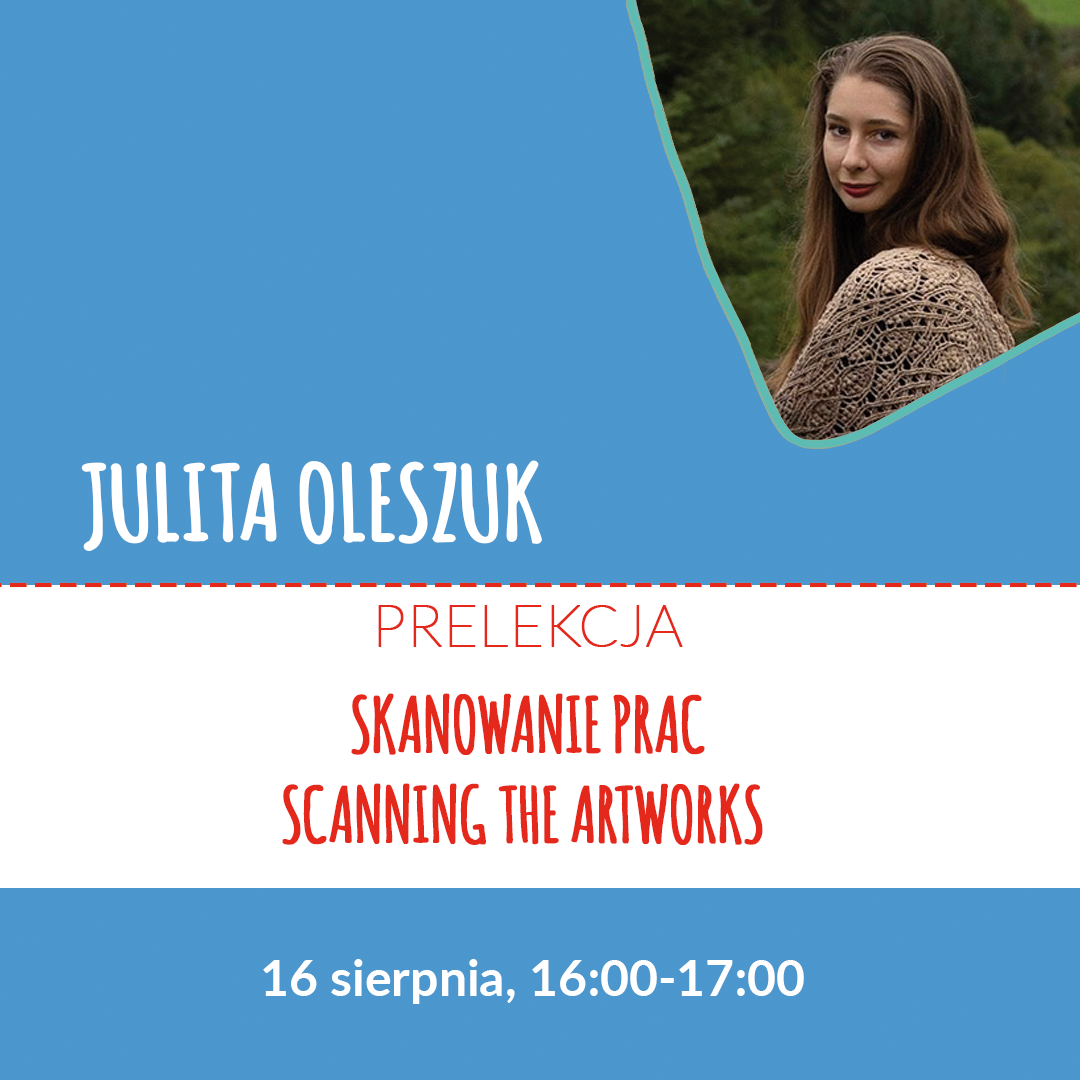 JULITA OLESZUK
PRELEKCJA
SKANOWANIE PRAC
SCANNING THE ARTWORKS
16 sierpnia, 16:00-17:00